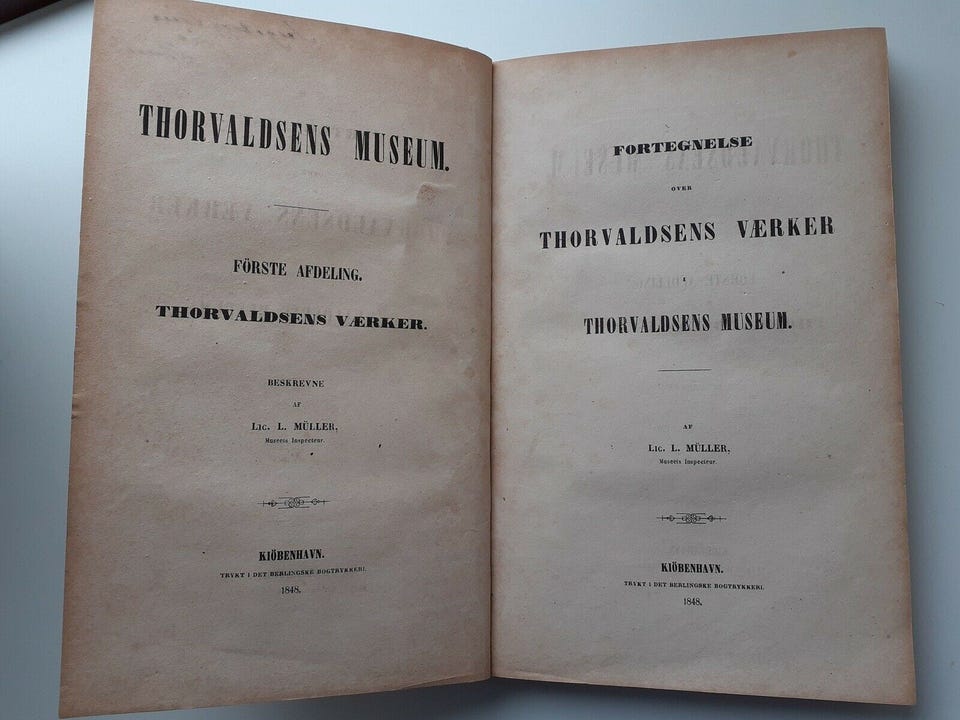 THORVALDSENS MUSEUM.
FÖRSTE AFDELING.
THORVALDSENS VÆRKER.
BESKREVNE
AF
LIC. L. MÜLLER,
Museets Inspecteur.
KIÖBENHAVN.
TRYKT I DET BERLINGSKE BOGTRYKKERI.
1848.
FORTEGNELSE
OVER
THORVALDSENS VÆRKER
I
THORVALDSENS MUSEUM.
AF
LIC. L. MÜLLER,
Museets Inspecteur.
KIÖBENHAVN.
TRYKT I DET BERLINGSKE BOGTRYKKERI.
1848.